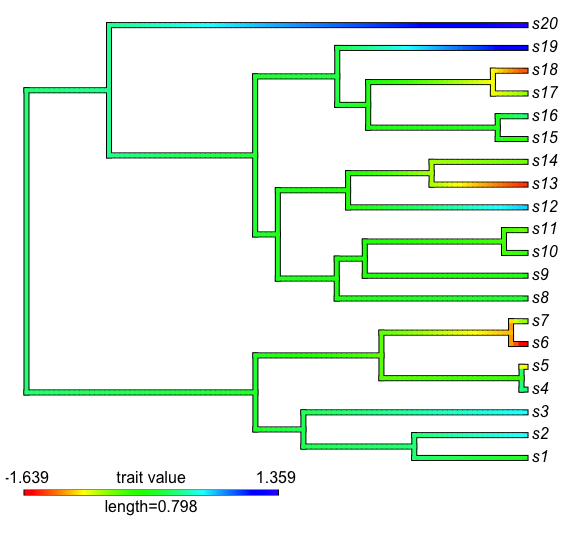 s20
s19
s18
s17
s16
s15
s14
s13
s12
s11
s10
s9
s8
s7
s6
s5
s4
s3
s2
s1
-1.639 trait value 1.359
length=0.798